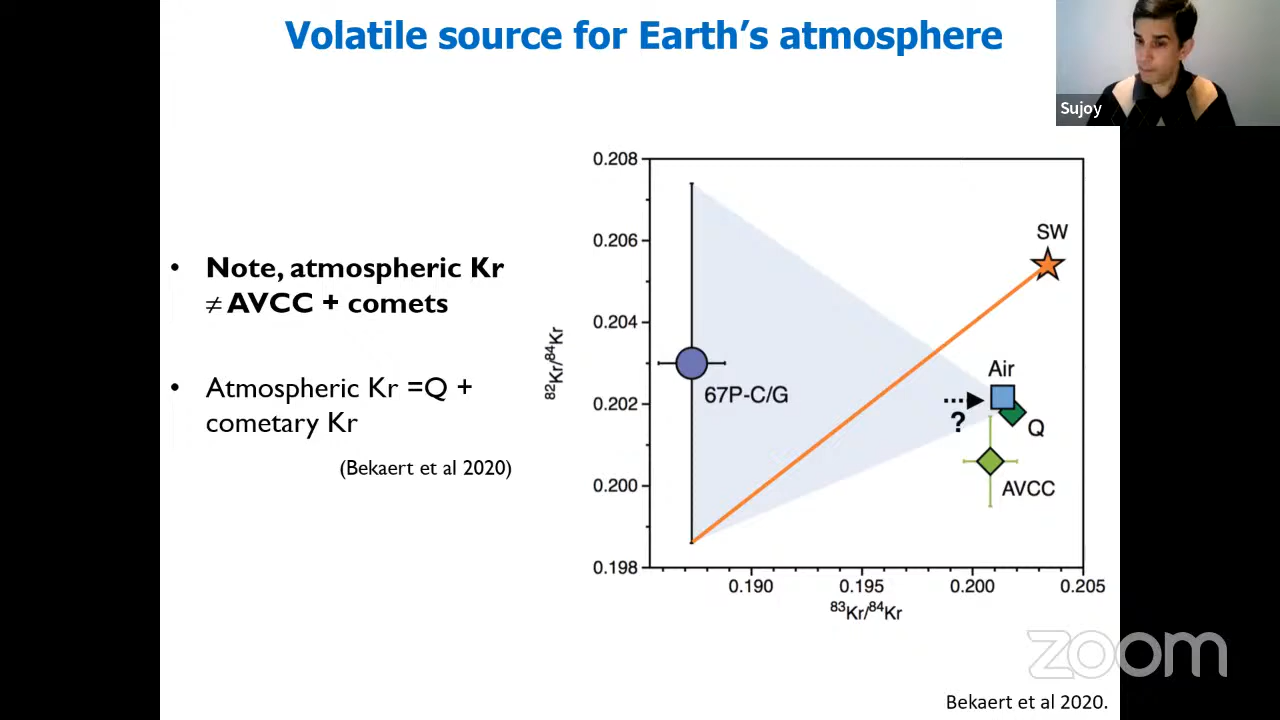 Volatile source for Earth's atmosphere
Sujoy
• Note, atmospheric Kr
≠ AVCC + comets
• Atmospheric Kr =Q +
cometary Kr
(Bekaert et al 2020)
0.208
0.206
0.204
0.202
0.200
0.198
⁸²Kr/⁸⁴Kr
SW
Air
67P-C/G
?
Q
AVCC
0.190
0.195
0.200
0.205
⁸³Kr/⁸⁴Kr
zoom
Bekaert et al 2020.